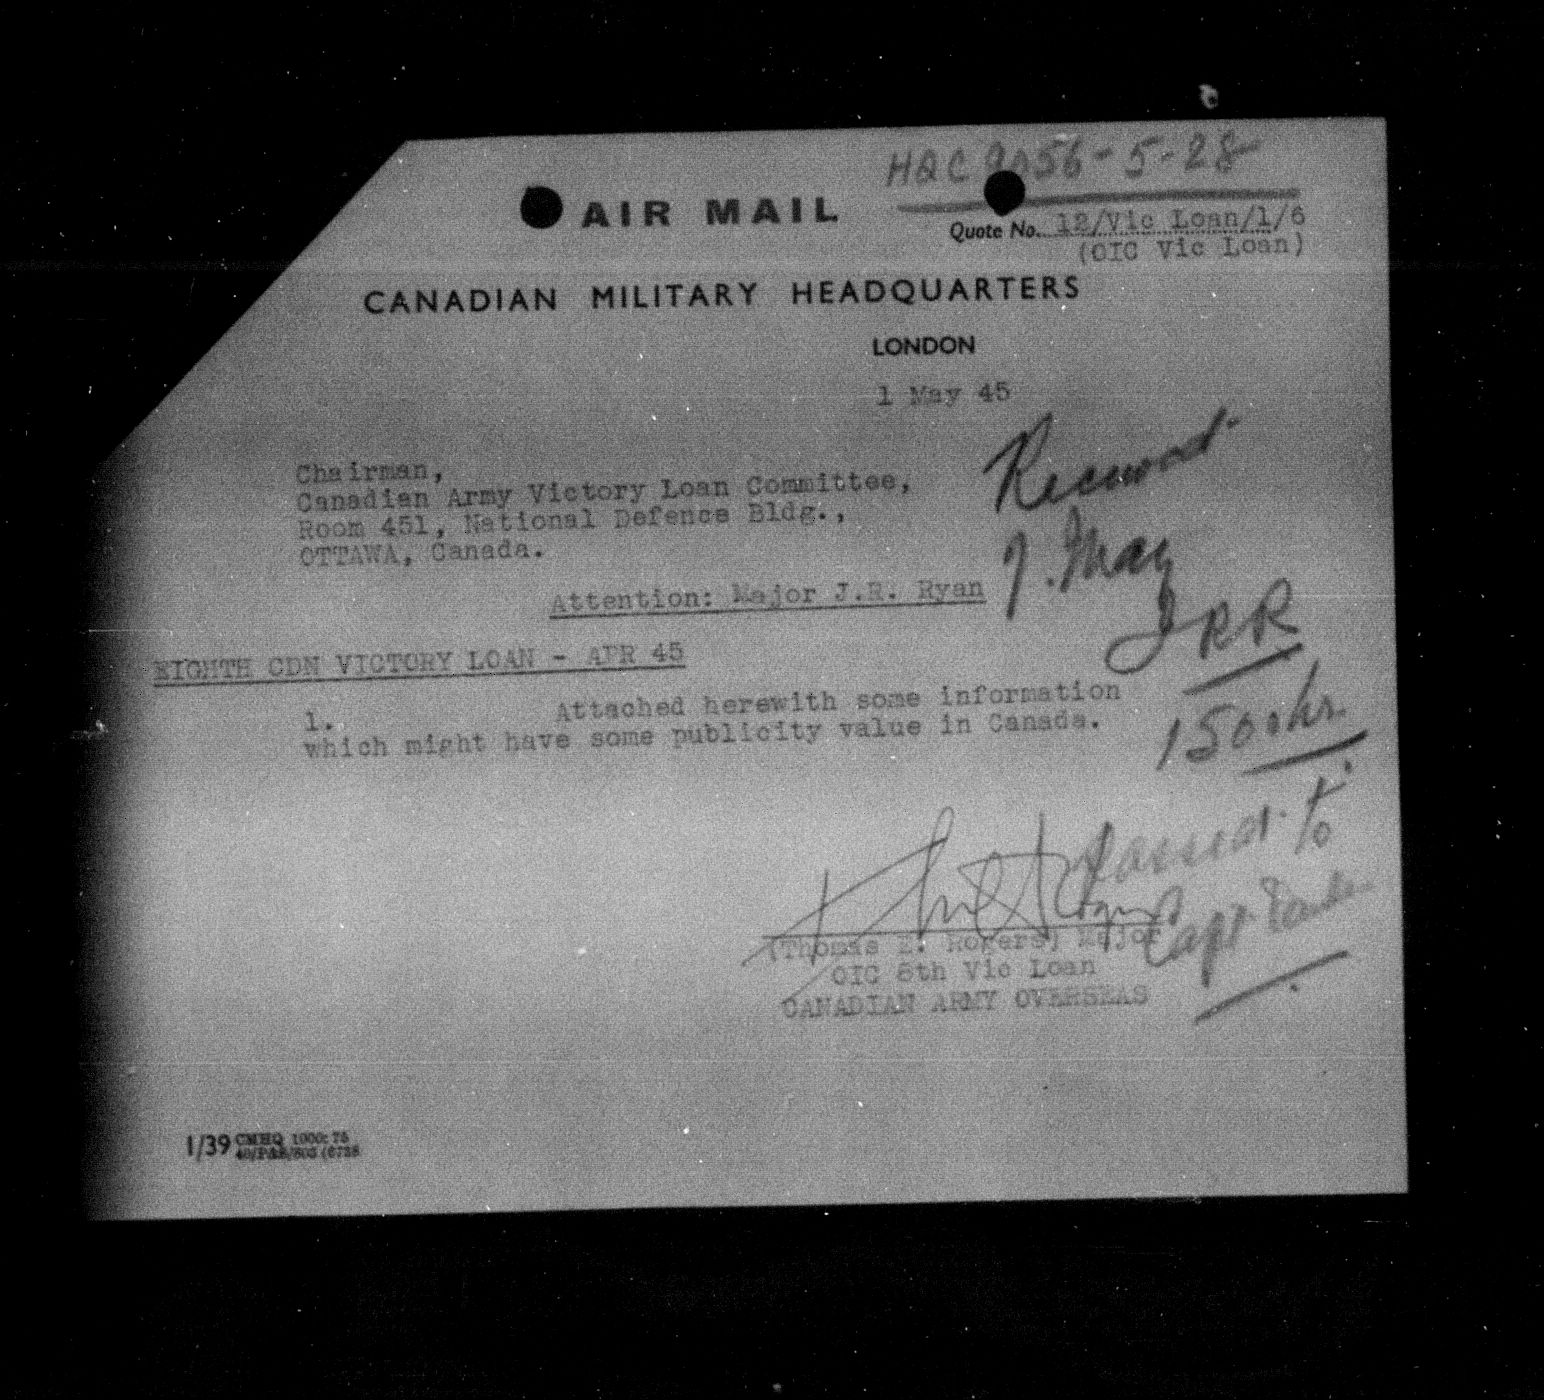 HQC 9056-5-28
AIR MAIL
Quote No. 12/Vic Loan/1/6
(OIC Vic Loan)
CANADIAN MILITARY HEADQUARTERS
LONDON
1 May 45
Chairman,
Canadian Army Victory Loan Committee,
Room 451, National Defence Bldg.,
OTTAWA, Canada.
Attention: Major J.R. Ryan
EIGHTH CDN VICTORY LOAN - APR 45
1. Attached herewith some information
which might have some publicity value in Canada.
7. May
JRR
1500 hr.
Passed to
Capt
(Thomas E. Rogers) Major
OIC 8th Vic Loan
CANADIAN ARMY OVERSEAS
1/39 CMHQ 1000: 75